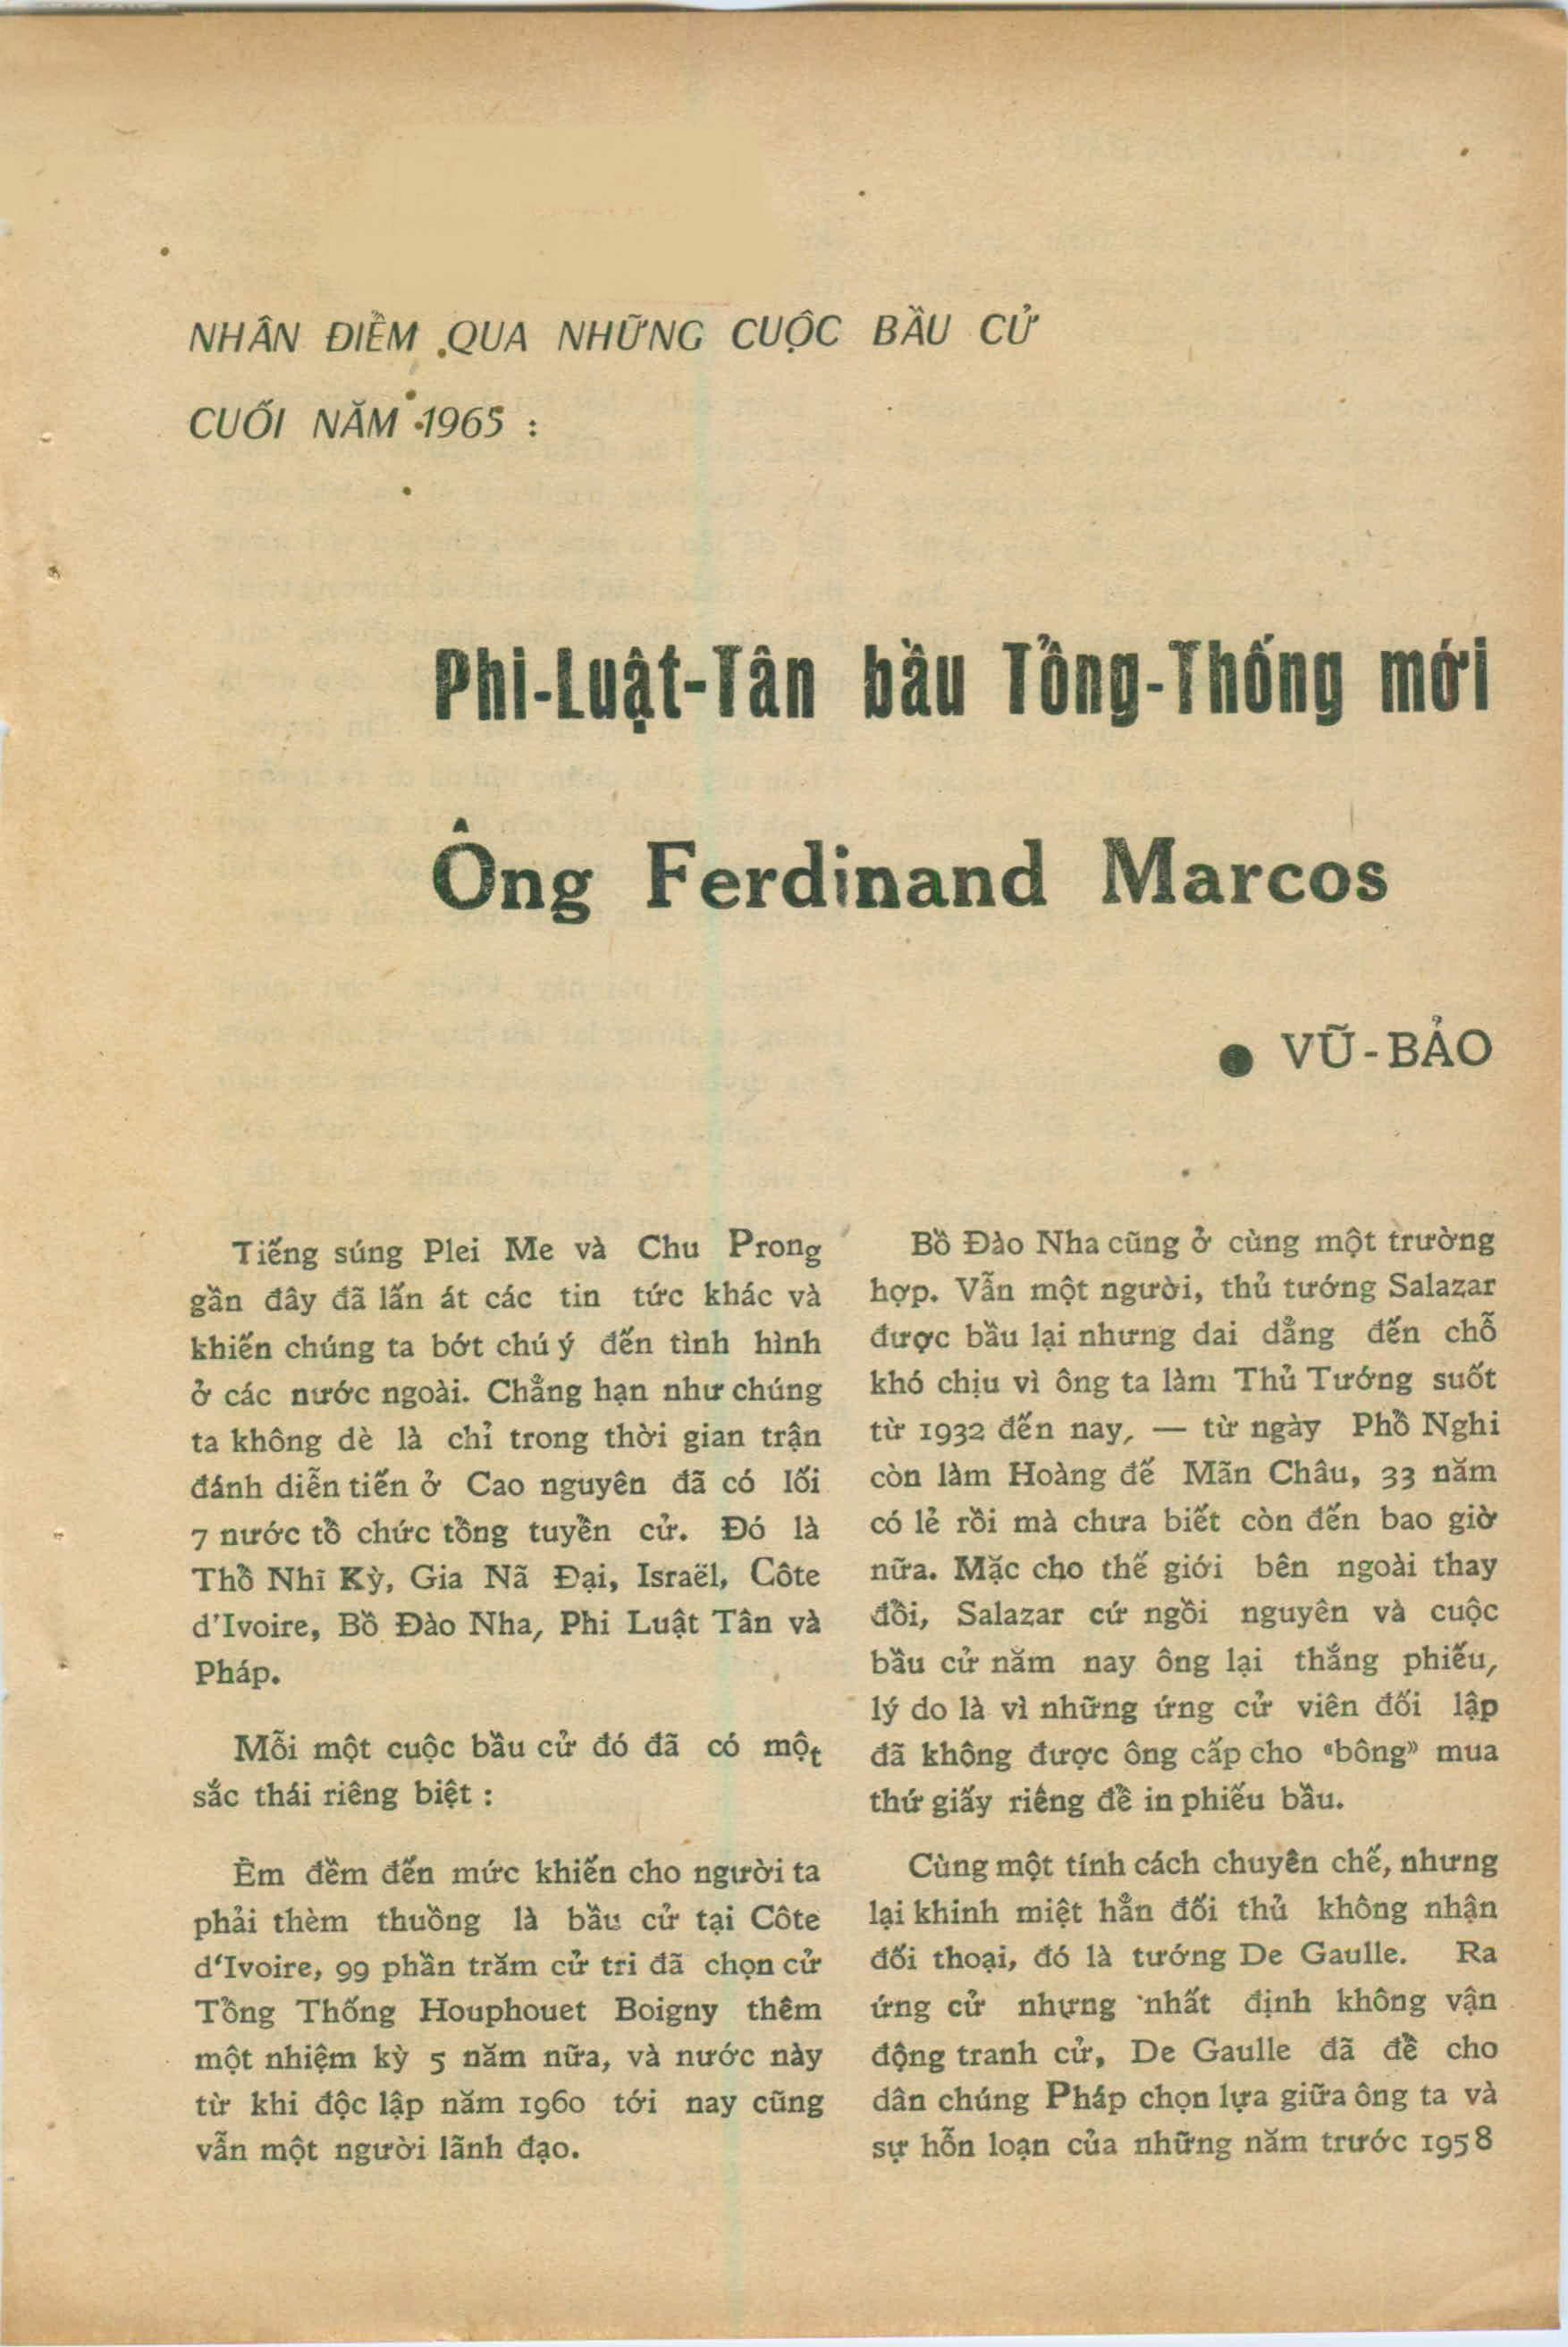 NHÂN ĐIỂM QUA NHỮNG CUỘC BẦU CỬ
CUỐI NĂM 1965 :
Phi-Luật-Tân bầu Tổng-Thống mới
Ông Ferdinand Marcos
● VŨ-BẢO
Tiếng súng Plei Me và Chu Prong
gần đây đã lấn át các tin tức khác và
khiến chúng ta bớt chú ý đến tình hình
ở các nước ngoài. Chẳng hạn như chúng
ta không dè là chỉ trong thời gian trận
đánh diễn tiến ở Cao nguyên đã có lối
7 nước tổ chức tổng tuyển cử. Đó là
Thổ Nhĩ Kỳ, Gia Nã Đại, Israël, Côte
d'Ivoire, Bồ Đào Nha, Phi Luật Tân và
Pháp.
Mỗi một cuộc bầu cử đó đã có một
sắc thái riêng biệt :
Êm đềm đến mức khiến cho người ta
phải thèm thuồng là bầu cử tại Côte
d'Ivoire, 99 phần trăm cử tri đã chọn cử
Tổng Thống Houphouet Boigny thêm
một nhiệm kỳ 5 năm nữa, và nước này
từ khi độc lập năm 1960 tới nay cũng
vẫn một người lãnh đạo.
Bồ Đào Nha cũng ở cùng một trường
hợp. Vẫn một người, thủ tướng Salazar
được bầu lại nhưng dai dẳng đến chỗ
khó chịu vì ông ta làm Thủ Tướng suốt
từ 1932 đến nay, — từ ngày Phổ Nghi
còn làm Hoàng đế Mãn Châu, 33 năm
có lẻ rồi mà chưa biết còn đến bao giờ
nữa. Mặc cho thế giới bên ngoài thay
đổi, Salazar cứ ngồi nguyên và cuộc
bầu cử năm nay ông lại thắng phiếu,
lý do là vì những ứng cử viên đối lập
đã không được ông cấp cho «bông» mua
thứ giấy riêng để in phiếu bầu.
Cùng một tính cách chuyên chế, nhưng
lại khinh miệt hẳn đối thủ không nhận
đối thoại, đó là tướng De Gaulle. Ra
ứng cử nhưng nhất định không vận
động tranh cử, De Gaulle đã để cho
dân chúng Pháp chọn lựa giữa ông ta và
sự hỗn loạn của những năm trước 1958